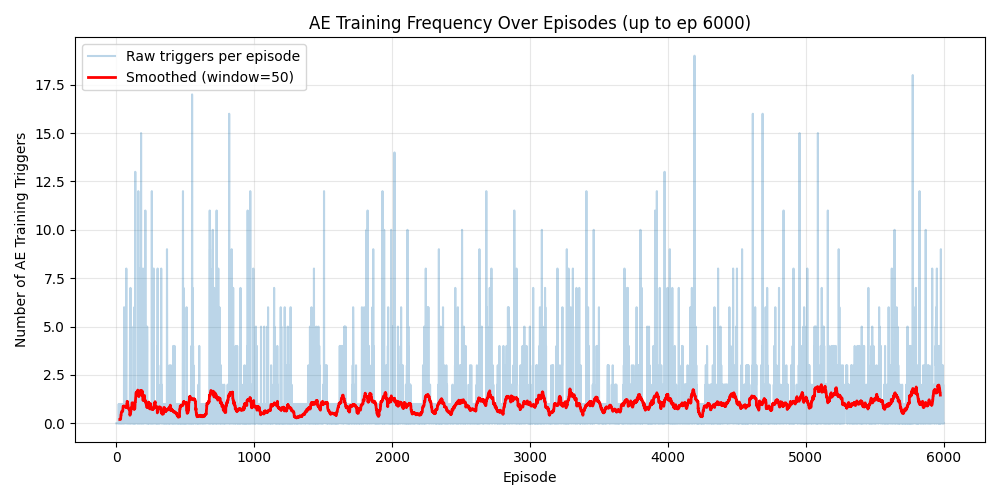 AE Training Frequency Over Episodes (up to ep 6000)
Raw triggers per episode
Smoothed (window=50)
Number of AE Training Triggers
17.5
15.0
12.5
10.0
7.5
5.0
2.5
0.0
0 1000 2000 3000 4000 5000 6000
Episode